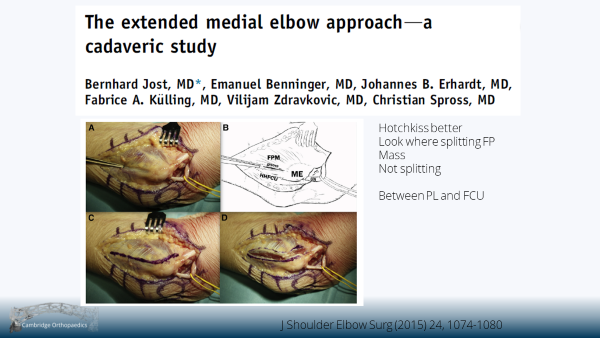 The extended medial elbow approach—a
cadaveric study
Bernhard Jost, MD*, Emanuel Benninger, MD, Johannes B. Erhardt, MD,
Fabrice A. Külling, MD, Vilijam Zdravkovic, MD, Christian Spross, MD
A
B
FPM
HHFCU
ME
C
D
Hotchkiss better
Look where splitting FP
Mass
Not splitting
Between PL and FCU
Cambridge Orthopaedics
J Shoulder Elbow Surg (2015) 24, 1074-1080